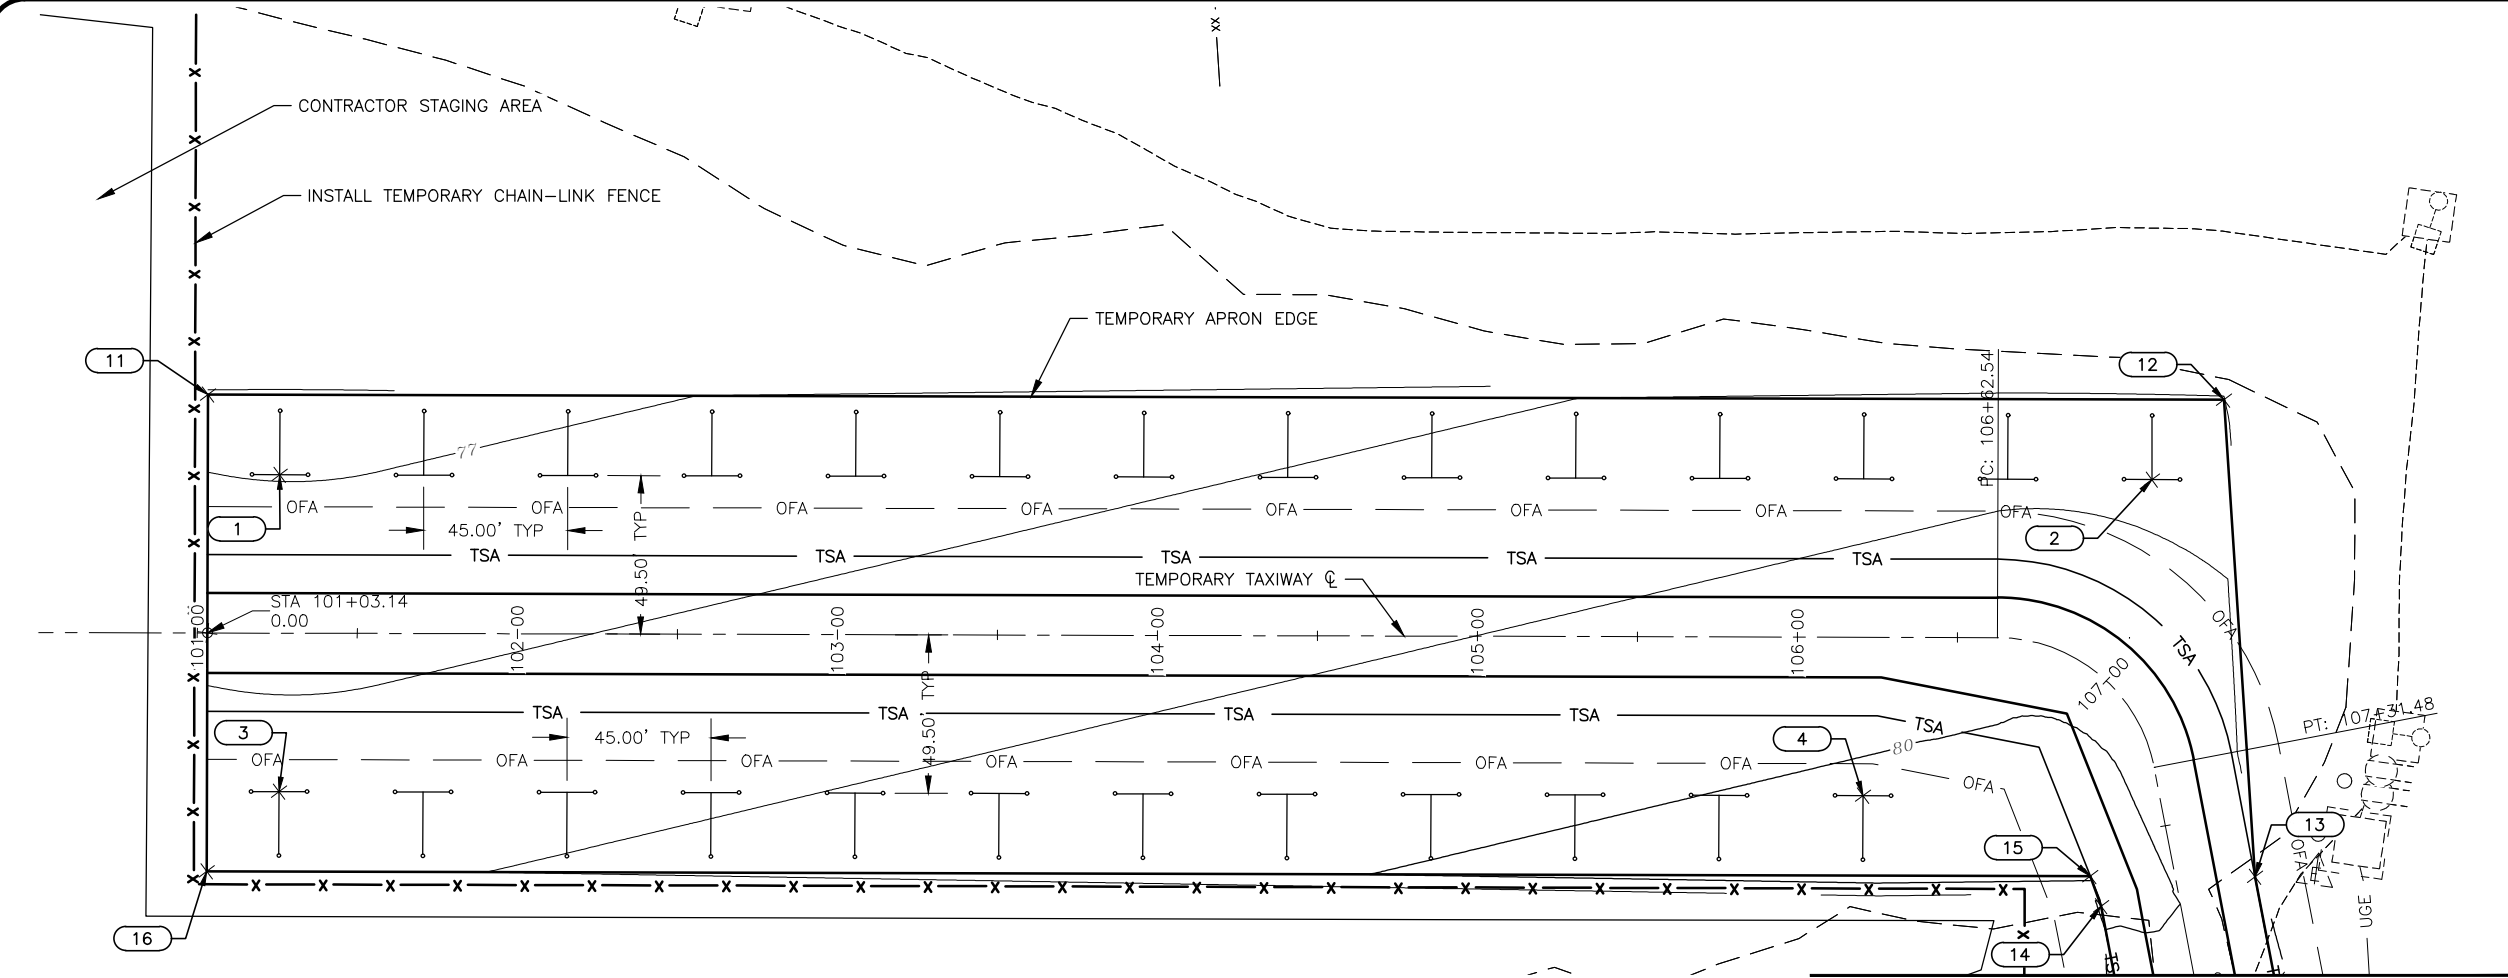 XX
CONTRACTOR STAGING AREA
INSTALL TEMPORARY CHAIN-LINK FENCE
TEMPORARY APRON EDGE
11
12
PC: 106+62.54
77
OFA
OFA
OFA
OFA
OFA
OFA
OFA
OFA
1
45.00' TYP
49.50' TYP
2
TSA
TSA
TSA
TSA
TSA
TEMPORARY TAXIWAY ℄
STA 101+03.14
0.00
101+00
102+00
103+00
104+00
105+00
106+00
107+00
OFA
TSA
PT: 107+31.48
TSA
TSA
TSA
TSA
TSA
3
45.00' TYP
49.50' TYP
4
80
OFA
OFA
OFA
OFA
OFA
OFA
OFA
OFA
13
15
OFA
UGE
16
14